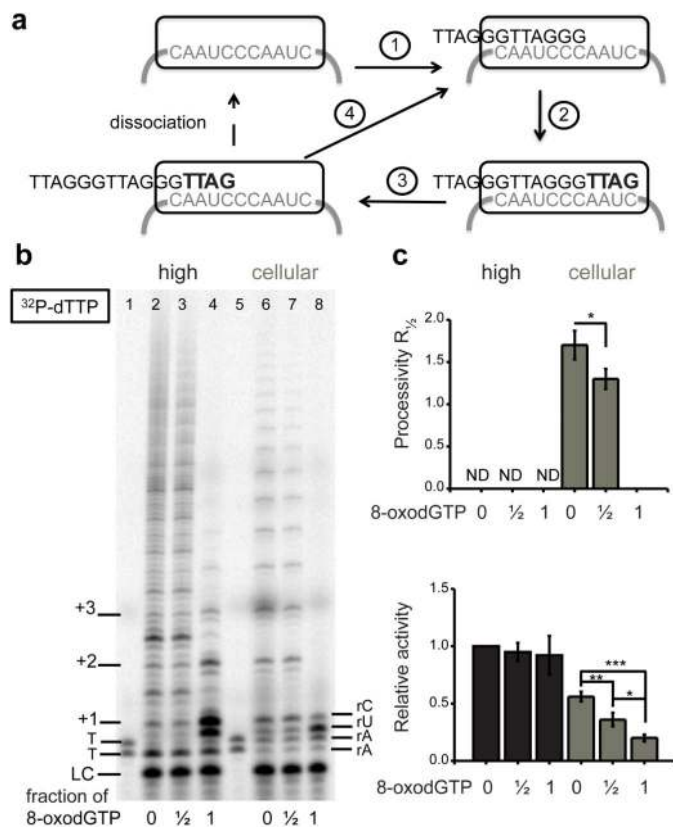 a
TTAGGGTTAGGG
CAAUCCCAAUC
1
CAAUCCCAAUC
dissociation
4
2
TTAGGGTTAGGGTTAG
TTAGGGTTAGGGTTAG
CAAUCCCAAUC
3
CAAUCCCAAUC
b
high
cellular
32P-dTTP
1 2 3 4 5 6 7 8
+3
+2
+1
T
T
LC
rC
rU
rA
rA
fraction of
8-oxodGTP
0 ½ 1 0 ½ 1
c
high
cellular
Processivity R½
2.0
1.5
1.0
0.5
0.0
*
ND ND ND
8-oxodGTP 0 ½ 1 0 ½ 1
Relative activity
1.5
1.0
0.5
0.0
***
**
*
0 ½ 1 0 ½ 1